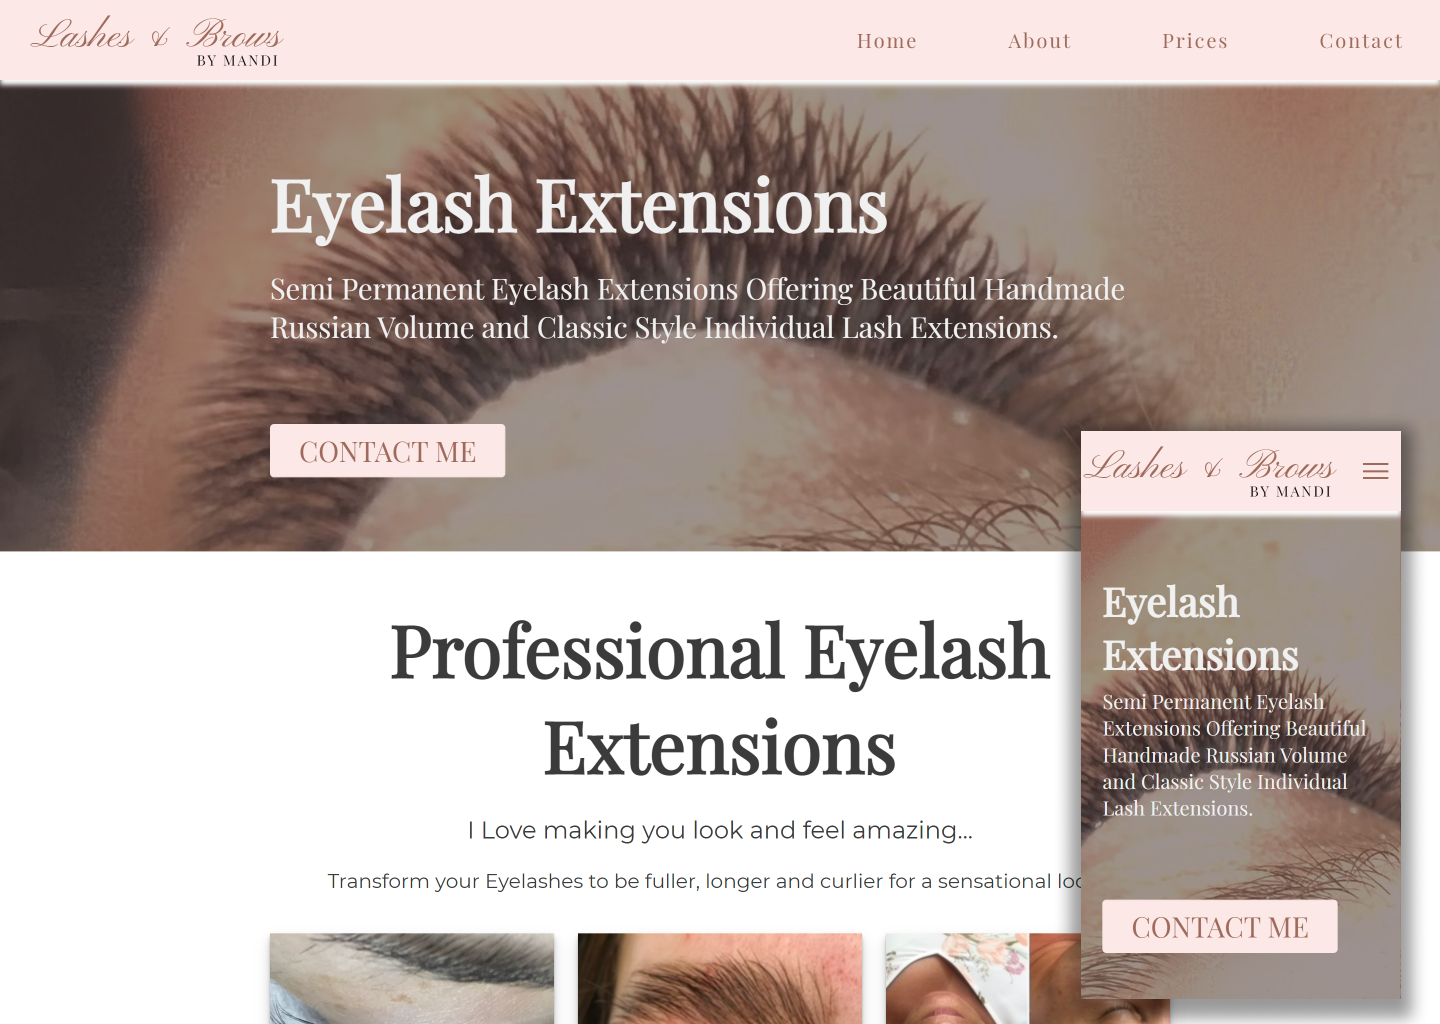 Lashes & Brows
BY MANDI
Home About Prices Contact
Eyelash Extensions
Semi Permanent Eyelash Extensions Offering Beautiful Handmade
Russian Volume and Classic Style Individual Lash Extensions.
CONTACT ME
Professional Eyelash
Extensions
I Love making you look and feel amazing...
Transform your Eyelashes to be fuller, longer and curlier for a sensational
Lashes & Brows
BY MANDI
Eyelash
Extensions
Semi Permanent Eyelash
Extensions Offering Beautiful
Handmade Russian Volume
and Classic Style Individual
Lash Extensions.
CONTACT ME